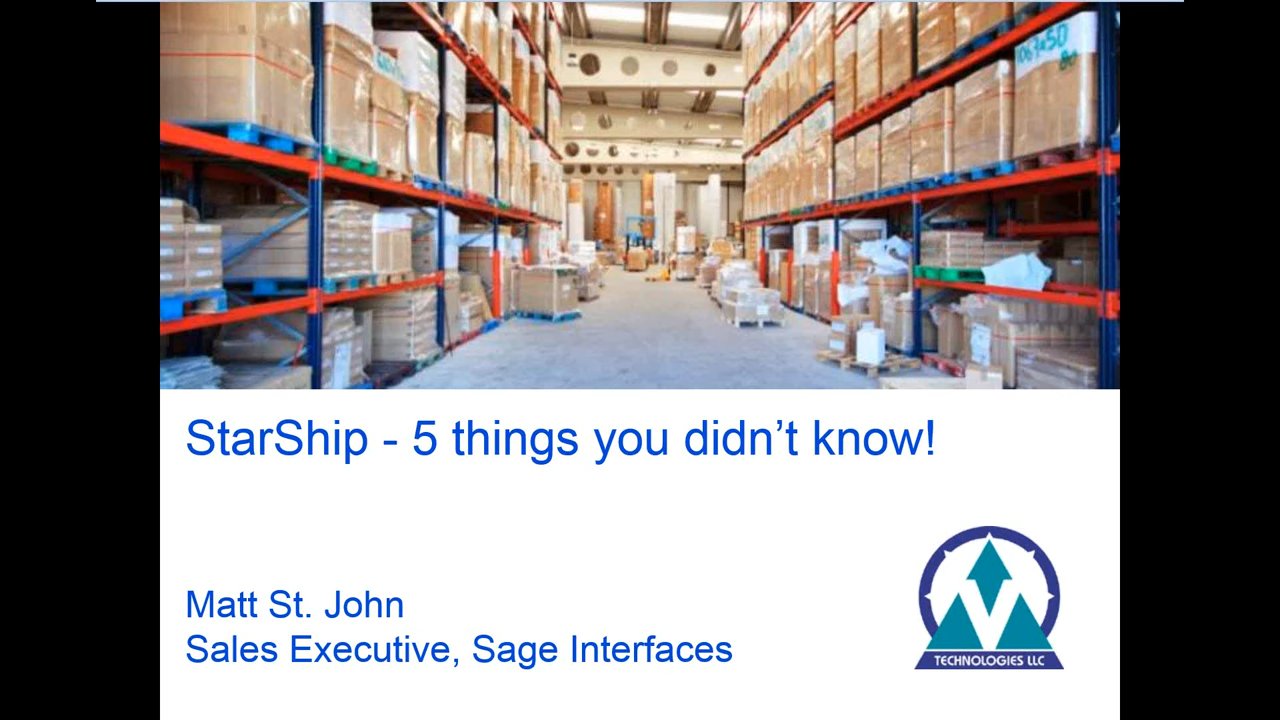 StarShip - 5 things you didn’t know!
Matt St. John
Sales Executive, Sage Interfaces
TECHNOLOGIES LLC